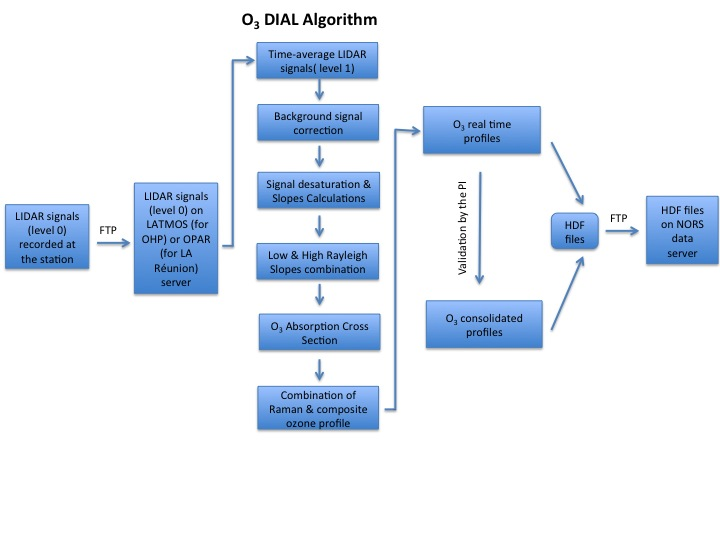 O3 DIAL Algorithm
LIDAR signals
(level 0)
recorded at
the station
FTP
LIDAR signals
(level 0) on
LATMOS (for
OHP) or OPAR
(for LA
Réunion)
server
Time-average LIDAR
signals( level 1)
Background signal
correction
Signal desaturation &
Slopes Calculations
Low & High Rayleigh
Slopes combination
O3 Absorption Cross
Section
Combination of
Raman & composite
ozone profile
O3 real time
profiles
Validation by the PI
O3 consolidated
profiles
HDF
files
FTP
HDF files
on NORS
data
server